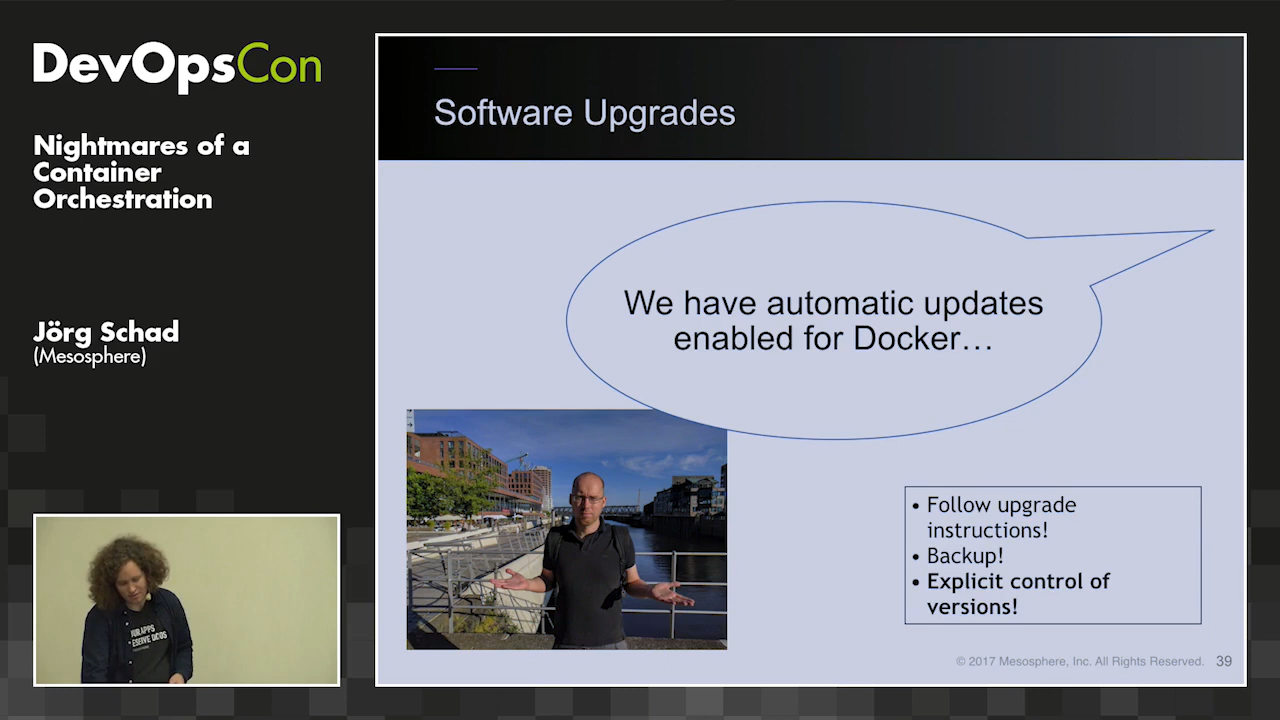 DevOpsCon
Nightmares of a
Container
Orchestration
Jörg Schad
(Mesosphere)
Software Upgrades
We have automatic updates
enabled for Docker…
• Follow upgrade
instructions!
• Backup!
• Explicit control of
versions!
© 2017 Mesosphere, Inc. All Rights Reserved. 39